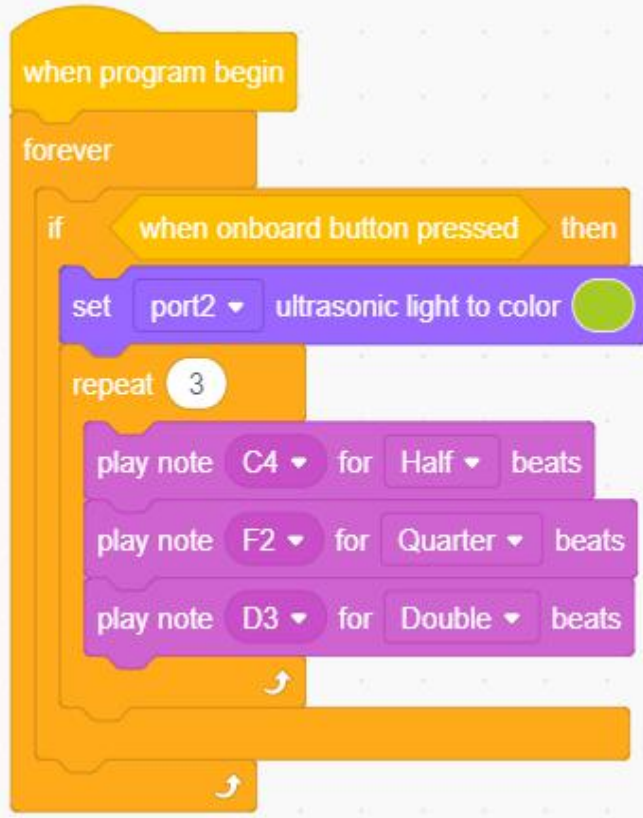 when program begin
forever
if when onboard button pressed then
set port2 ultrasonic light to color
repeat 3
play note C4 for Half beats
play note F2 for Quarter beats
play note D3 for Double beats